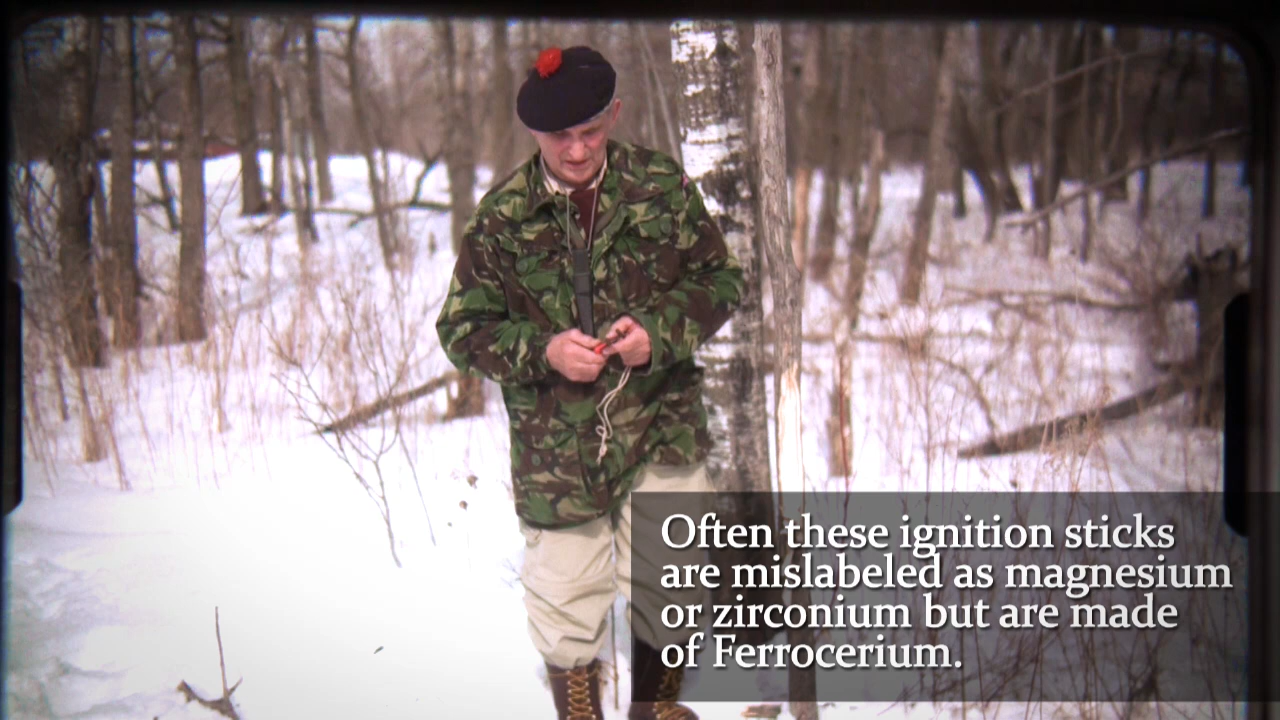 Often these ignition sticks
are mislabeled as magnesium
or zirconium but are made
of Ferrocerium.